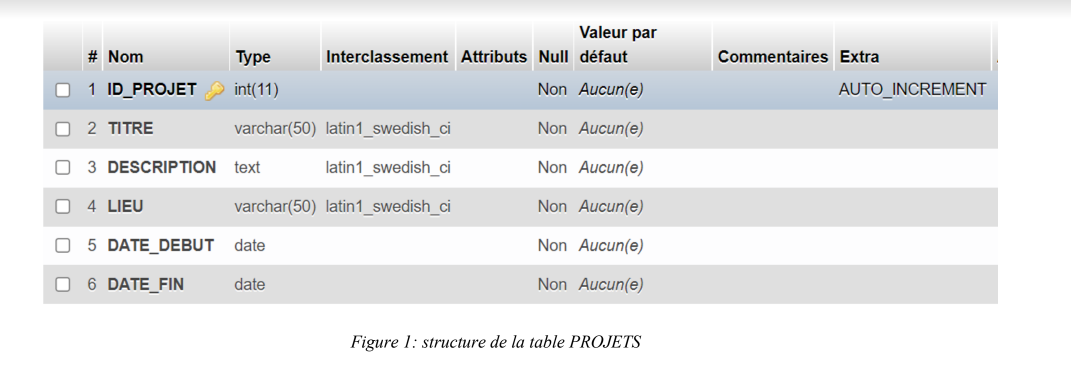 # Nom Type Interclassement Attributs Null Valeur par défaut Commentaires Extra
1 ID_PROJET int(11) Non Aucun(e) AUTO_INCREMENT
2 TITRE varchar(50) latin1_swedish_ci Non Aucun(e)
3 DESCRIPTION text latin1_swedish_ci Non Aucun(e)
4 LIEU varchar(50) latin1_swedish_ci Non Aucun(e)
5 DATE_DEBUT date Non Aucun(e)
6 DATE_FIN date Non Aucun(e)
Figure 1: structure de la table PROJETS